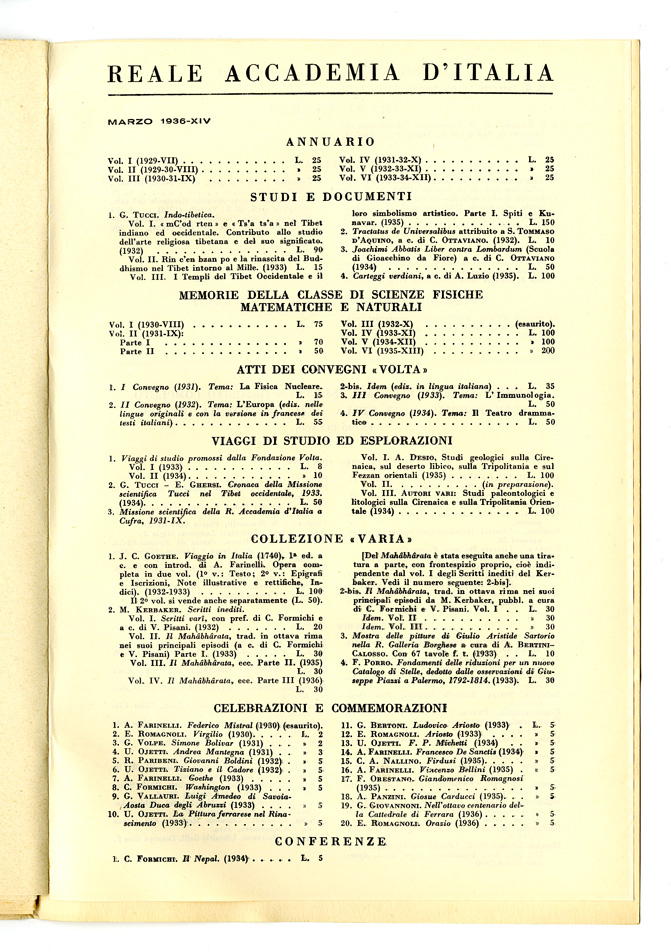 REALE ACCADEMIA D'ITALIA
MARZO 1936-XIV
ANNUARIO
Vol. I (1929-VII) . . . . . . . . . . . L. 25
Vol. II (1929-30-VIII) . . . . . . . . . » 25
Vol. III (1930-31-IX) . . . . . . . . . » 25
Vol. IV (1931-32-X) . . . . . . . . . . L. 25
Vol. V (1932-33-XI) . . . . . . . . . . » 25
Vol. VI (1933-34-XII) . . . . . . . . . » 25
STUDI E DOCUMENTI
1. G. TUCCI. Indo-tibetica.
Vol. I. « mC'od rten » e « Ts'a ts'a » nel Tibet
indiano ed occidentale. Contributo allo studio
dell'arte religiosa tibetana e del suo significato.
(1932) . . . . . . . . . . . . . . . L. 90
Vol. II. Rin c'en bzan po e la rinascita del Bud-
dhismo nel Tibet intorno al Mille. (1933) L. 15
Vol. III. I Templi del Tibet Occidentale e il
loro simbolismo artistico. Parte I. Spiti e Ku-
navar. (1935) . . . . . . . . . . . . L. 150
2. Tractatus de Universalibus attribuito a S. TOMMASO
D'AQUINO, a c. di C. OTTAVIANO. (1932). L. 10
3. Joachimi Abbatis Liber contra Lombardum (Scuola
di Gioacchino da Fiore) a c. di C. OTTAVIANO
(1934) . . . . . . . . . . . . . . . L. 50
4. Carteggi verdiani, a c. di A. Luzio (1935). L. 100
MEMORIE DELLA CLASSE DI SCIENZE FISICHE
MATEMATICHE E NATURALI
Vol. I (1930-VIII) . . . . . . . . . . L. 75
Vol. II (1931-IX):
Parte I . . . . . . . . . . . . . » 70
Parte II . . . . . . . . . . . . . » 50
Vol. III (1932-X) . . . . . . . . . (esaurito).
Vol. IV (1933-XI) . . . . . . . . . . L. 100
Vol. V (1934-XII) . . . . . . . . . . » 100
Vol. VI (1935-XIII) . . . . . . . . . » 200
ATTI DEI CONVEGNI «VOLTA»
1. I Convegno (1931). Tema: La Fisica Nucleare.
L. 15
2. II Convegno (1932). Tema: L'Europa (ediz. nelle
lingue originali e con la versione in francese dei
testi italiani) . . . . . . . . . . . . L. 55
2-bis. Idem (ediz. in lingua italiana) . . . L. 35
3. III Convegno (1933). Tema: L'Immunologia.
L. 50
4. IV Convegno (1934). Tema: Il Teatro dramma-
tico . . . . . . . . . . . . . . . . L. 50
VIAGGI DI STUDIO ED ESPLORAZIONI
1. Viaggi di studio promossi dalla Fondazione Volta.
Vol. I (1933) . . . . . . . . . . . . L. 8
Vol. II (1934) . . . . . . . . . . . . » 10
2. G. TUCCI – E. GHERSI. Cronaca della Missione
scientifica Tucci nel Tibet occidentale, 1933.
(1934). . . . . . . . . . . . . . . . L. 50
3. Missione scientifica della R. Accademia d'Italia a
Cufra, 1931-IX.
Vol. I. A. DESIO, Studi geologici sulla Cire-
naica, sul deserto libico, sulla Tripolitania e sul
Fezzan orientali (1935) . . . . . . . . L. 100
Vol. II. . . . . . . . . . (in preparazione).
Vol. III. AUTORI VARI: Studi paleontologici e
litologici sulla Cirenaica e sulla Tripolitania Orien-
tale (1934) . . . . . . . . . . . . . L. 100
COLLEZIONE «VARIA»
1. J. C. GOETHE. Viaggio in Italia (1740), 1ª ed. a
c. e con introd. di A. Farinelli. Opera com-
pleta in due vol. (1º v.: Testo; 2º v.: Epigrafi
e Iscrizioni, Note illustrative e rettifiche, In-
dici). (1932-1933) . . . . . . . . . . L. 100
Il 2º vol. si vende anche separatamente (L. 50).
2. M. KERBAKER. Scritti inediti.
Vol. I. Scritti vari, con pref. di C. Formichi e
a c. di V. Pisani. (1932) . . . . . . . L. 20
Vol. II. Il Mahâbhârata, trad. in ottava rima
nei suoi principali episodi (a c. di C. Formichi
e V. Pisani) Parte I. (1933) . . . . . . L. 30
Vol. III. Il Mahâbhârata, ecc. Parte II. (1935)
L. 30
Vol. IV. Il Mahâbhârata, ecc. Parte III (1936)
L. 30
[Del Mahâbhârata è stata eseguita anche una tira-
tura a parte, con frontespizio proprio, cioè indi-
pendente dal vol. I degli Scritti inediti del Ker-
baker. Vedi il numero seguente: 2-bis].
2-bis. Il Mahâbhârata, trad. in ottava rima nei suoi
principali episodi da M. Kerbaker, pubbl. a cura
di C. Formichi e V. Pisani. Vol. I . . . L. 30
Idem. Vol. II . . . . . . . . . . . . » 30
Idem. Vol. III . . . . . . . . . . . . » 30
3. Mostra delle pitture di Giulio Aristide Sartorio
nella R. Galleria Borghese a cura di A. BERTINI-
CALOSSO. Con 67 tavole f. t. (1933) . . L. 10
4. F. PORRO. Fondamenti delle riduzioni per un nuovo
Catalogo di Stelle, dedotto dalle osservazioni di Giu-
seppe Piazzi a Palermo, 1792-1814. (1933). L. 30
CELEBRAZIONI E COMMEMORAZIONI
1. A. FARINELLI. Federico Mistral (1930) (esaurito).
2. E. ROMAGNOLI. Virgilio (1930). . . . . L. 2
3. G. VOLPE. Simone Bolivar (1931) . . . » 2
4. U. OJETTI. Andrea Mantegna (1931) . . » 3
5. R. PARIBENI. Giovanni Boldini (1932) . » 5
6. U. OJETTI. Tiziano e il Cadore (1932) . » 5
7. A. FARINELLI. Goethe (1933) . . . . . » 5
8. C. FORMICHI. Washington (1933) . . . » 5
9. G. VALLAURI. Luigi Amedeo di Savoia-
Aosta Duca degli Abruzzi (1933) . . . . » 5
10. U. OJETTI. La Pittura ferrarese nel Rina-
scimento (1933) . . . . . . . . . . . » 5
11. G. BERTONI. Ludovico Ariosto (1933) . L. 5
12. E. ROMAGNOLI. Ariosto (1933) . . . . » 5
13. U. OJETTI. F. P. Michetti (1934) . . . » 5
14. A. FARINELLI. Francesco De Sanctis (1934) » 5
15. C. A. NALLINO. Firdusi (1935). . . . . » 5
16. A. FARINELLI. Vincenzo Bellini (1935) . » 5
17. F. ORESTANO. Giandomenico Romagnosi
(1935) . . . . . . . . . . . . . . . » 5
18. A. PANZINI. Giosue Carducci (1935). . . » 5
19. G. GIOVANNONI. Nell'ottavo centenario del-
la Cattedrale di Ferrara (1936) . . . . . » 5
20. E. ROMAGNOLI. Orazio (1936) . . . . . » 5
CONFERENZE
1. C. FORMICHI. Il Nepal. (1934) . . . . . L. 5